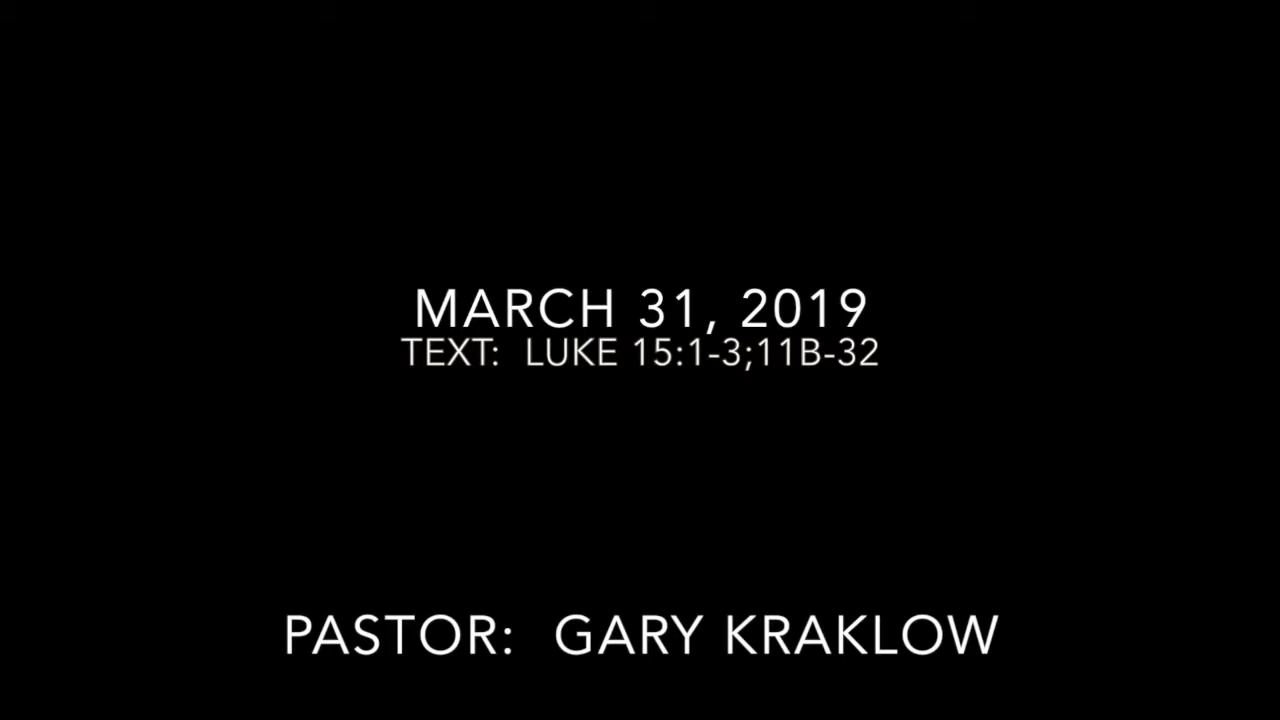 MARCH 31, 2019
TEXT: LUKE 15:1-3;11B-32
PASTOR: GARY KRAKLOW